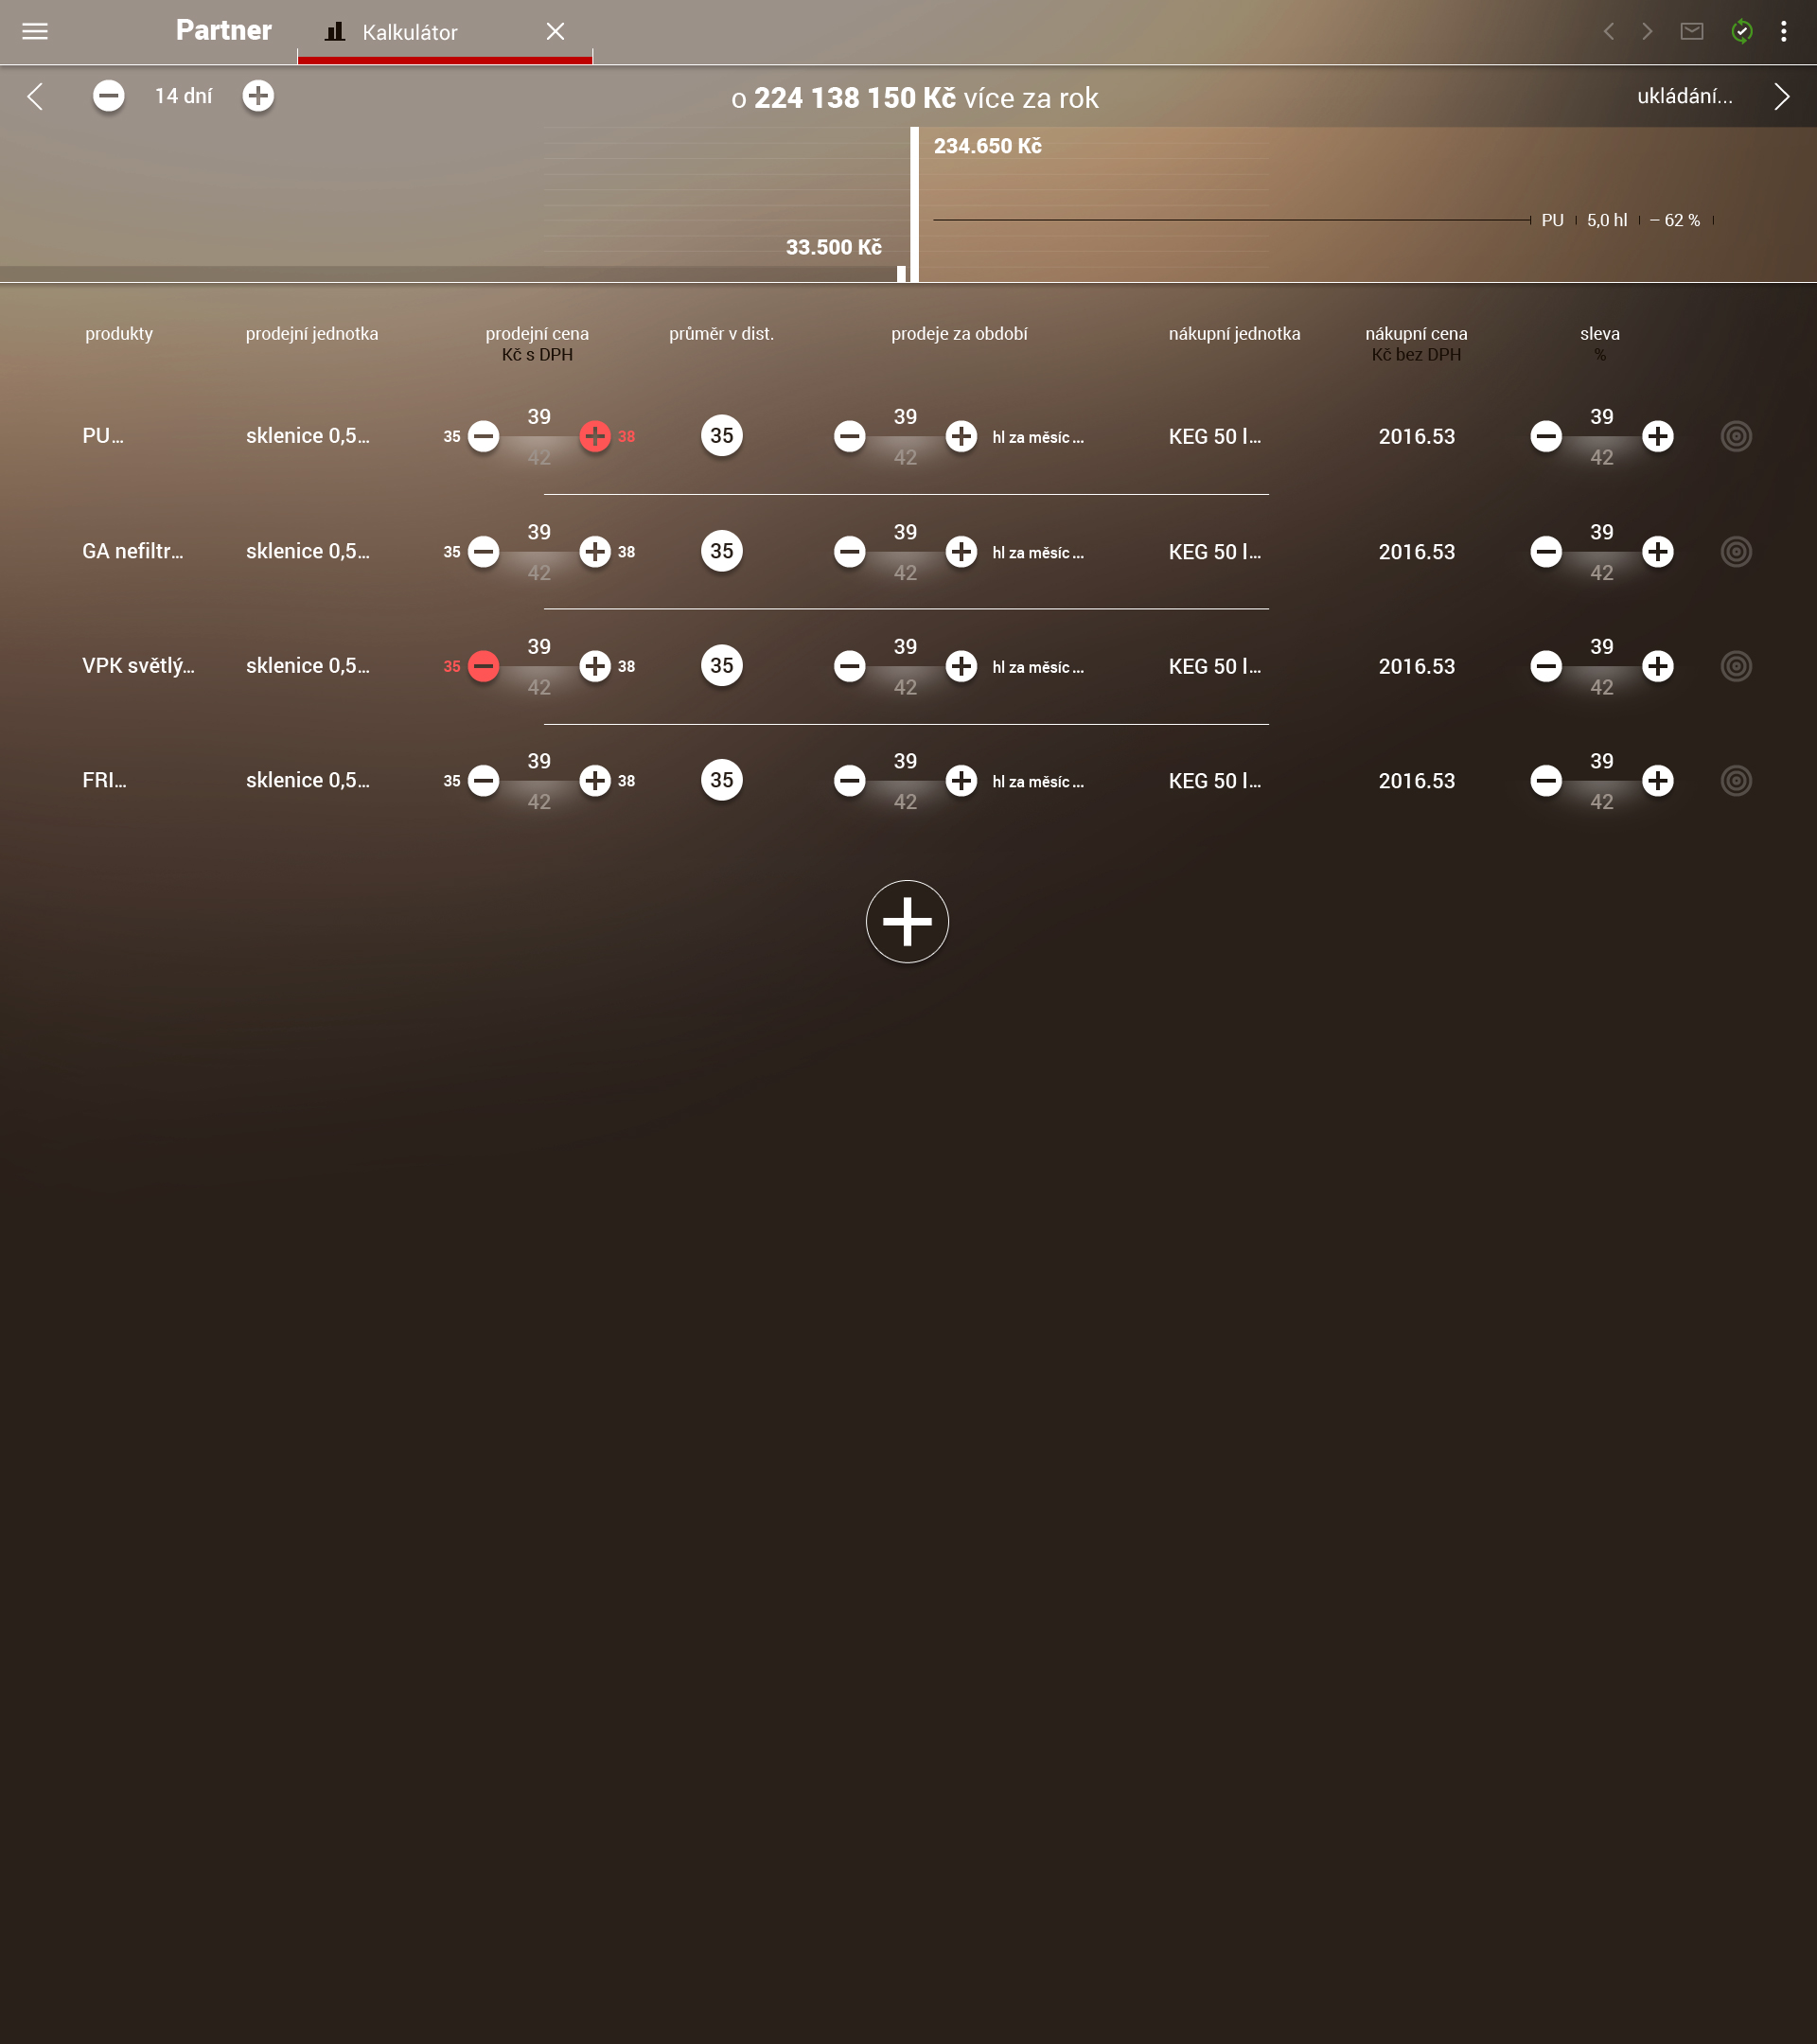 Partner
Kalkulátor
14 dní
o 224 138 150 Kč více za rok
ukládání...
234.650 Kč
PU 5,0 hl – 62 %
33.500 Kč
produkty prodejní jednotka prodejní cena průměr v dist. prodeje za období nákupní jednotka nákupní cena sleva
Kč s DPH Kč bez DPH %
39 39 39
PU... sklenice 0,5... 35 38 35 hl za měsíc ... KEG 50 l... 2016.53
42 42 42
39 39 39
GA nefiltr... sklenice 0,5... 35 38 35 hl za měsíc ... KEG 50 l... 2016.53
42 42 42
39 39 39
VPK světlý... sklenice 0,5... 35 38 35 hl za měsíc ... KEG 50 l... 2016.53
42 42 42
39 39 39
FRI... sklenice 0,5... 35 38 35 hl za měsíc ... KEG 50 l... 2016.53
42 42 42